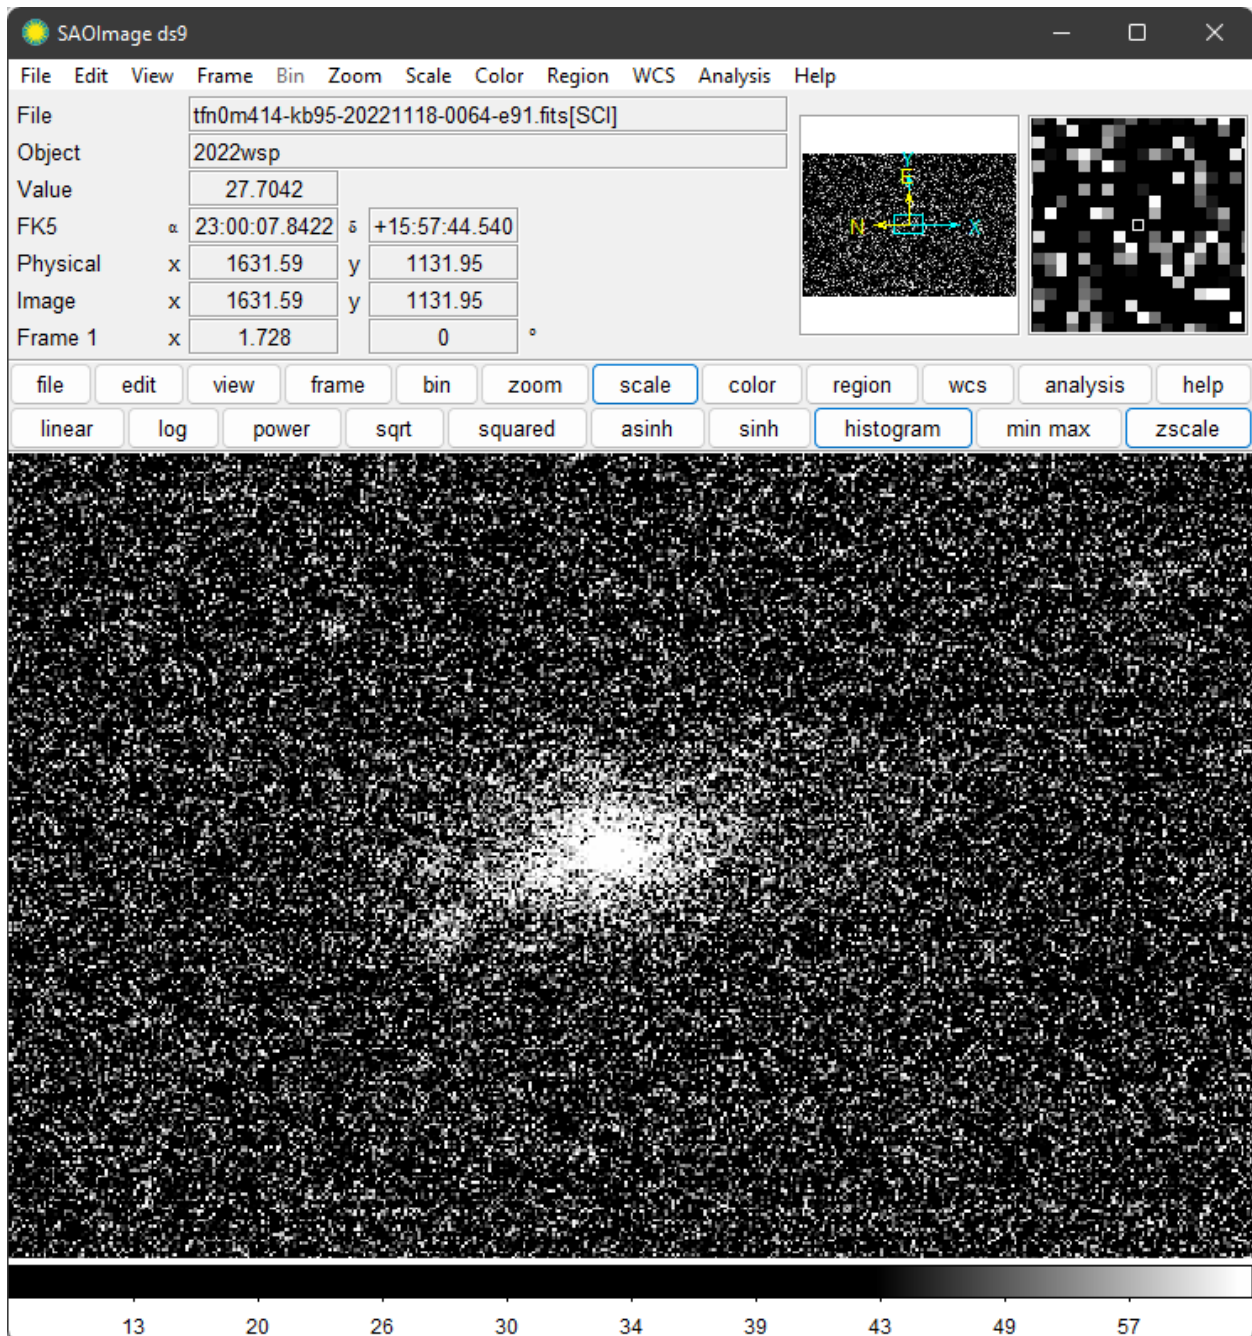 SAOImage ds9
File Edit View Frame Bin Zoom Scale Color Region WCS Analysis Help
File tfn0m414-kb95-20221118-0064-e91.fits[SCI]
Object 2022wsp
Value 27.7042
FK5 α 23:00:07.8422 δ +15:57:44.540
Physical x 1631.59 y 1131.95
Image x 1631.59 y 1131.95
Frame 1 x 1.728 0 °
Y
E
N X
file edit view frame bin zoom scale color region wcs analysis help
linear log power sqrt squared asinh sinh histogram min max zscale
13 20 26 30 34 39 43 49 57